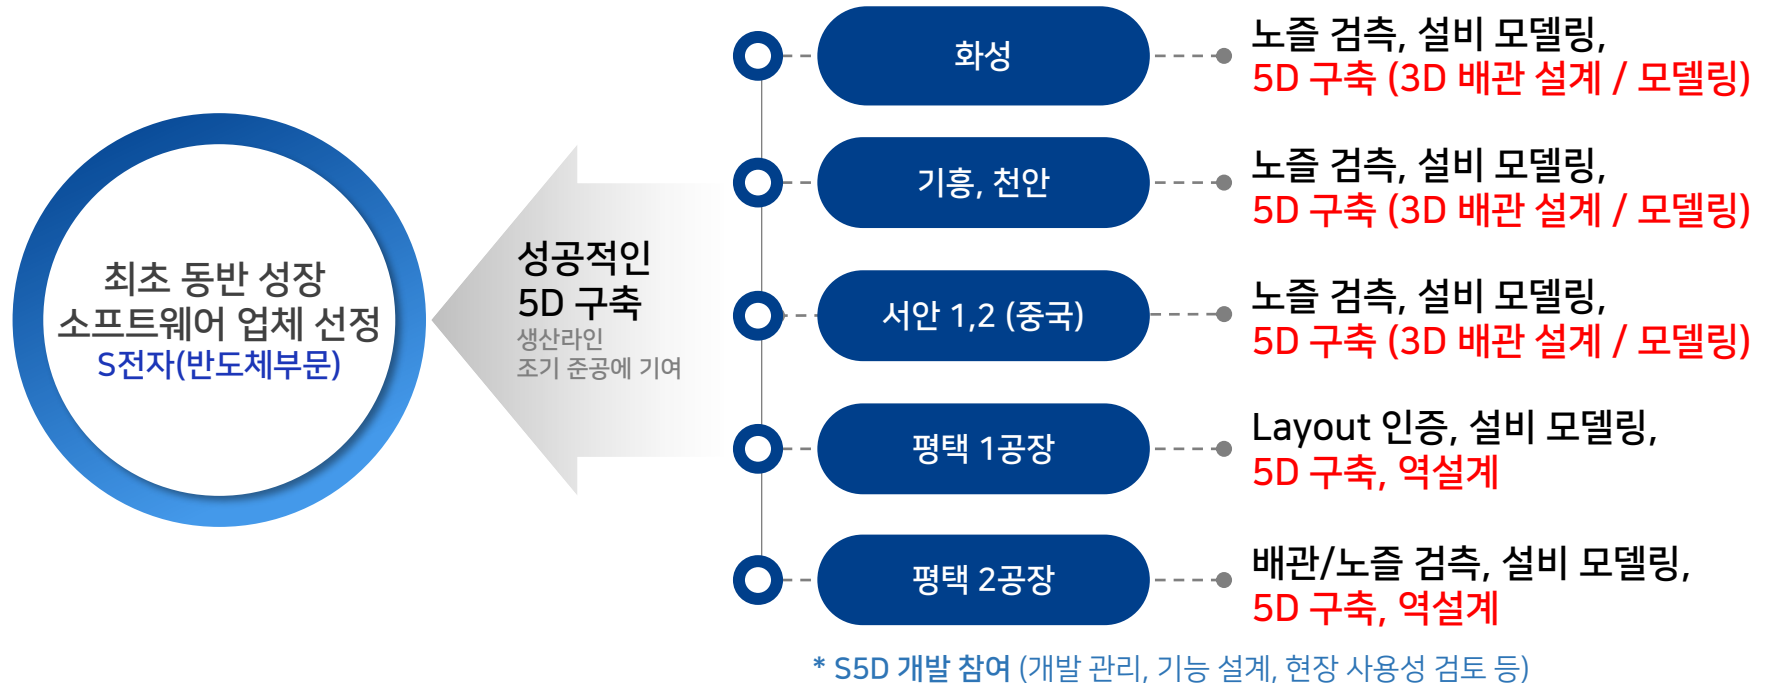 최초 동반 성장
소프트웨어 업체 선정
S전자(반도체부문)
성공적인
5D 구축
생산라인
조기 준공에 기여
화성
노즐 검측, 설비 모델링,
5D 구축 (3D 배관 설계 / 모델링)
기흥, 천안
노즐 검측, 설비 모델링,
5D 구축 (3D 배관 설계 / 모델링)
서안 1,2 (중국)
노즐 검측, 설비 모델링,
5D 구축 (3D 배관 설계 / 모델링)
평택 1공장
Layout 인증, 설비 모델링,
5D 구축, 역설계
평택 2공장
배관/노즐 검측, 설비 모델링,
5D 구축, 역설계
* S5D 개발 참여 (개발 관리, 기능 설계, 현장 사용성 검토 등)